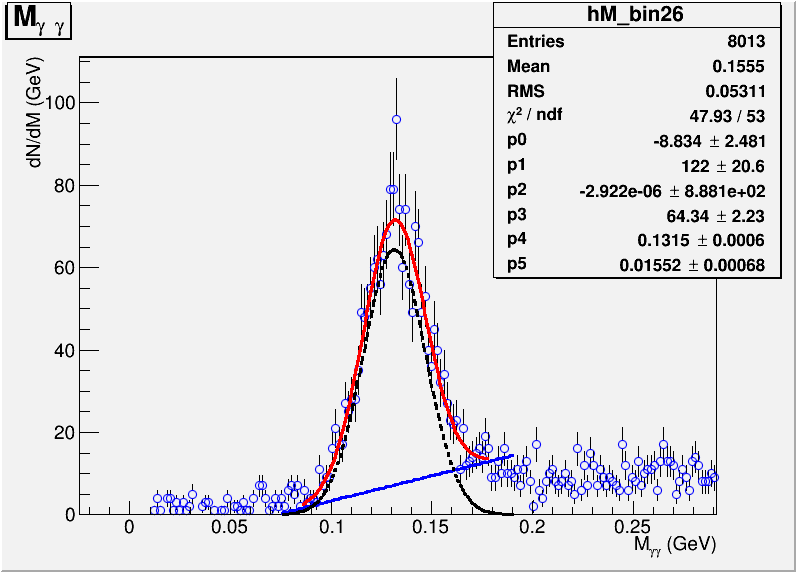 Mγ γ
hM_bin26
Entries 8013
Mean 0.1555
RMS 0.05311
χ² / ndf 47.93 / 53
p0 -8.834 ± 2.481
p1 122 ± 20.6
p2 -2.922e-06 ± 8.881e+02
p3 64.34 ± 2.23
p4 0.1315 ± 0.0006
p5 0.01552 ± 0.00068
dN/dM (GeV)
100
80
60
40
20
0
0 0.05 0.1 0.15 0.2 0.25
Mγγ (GeV)